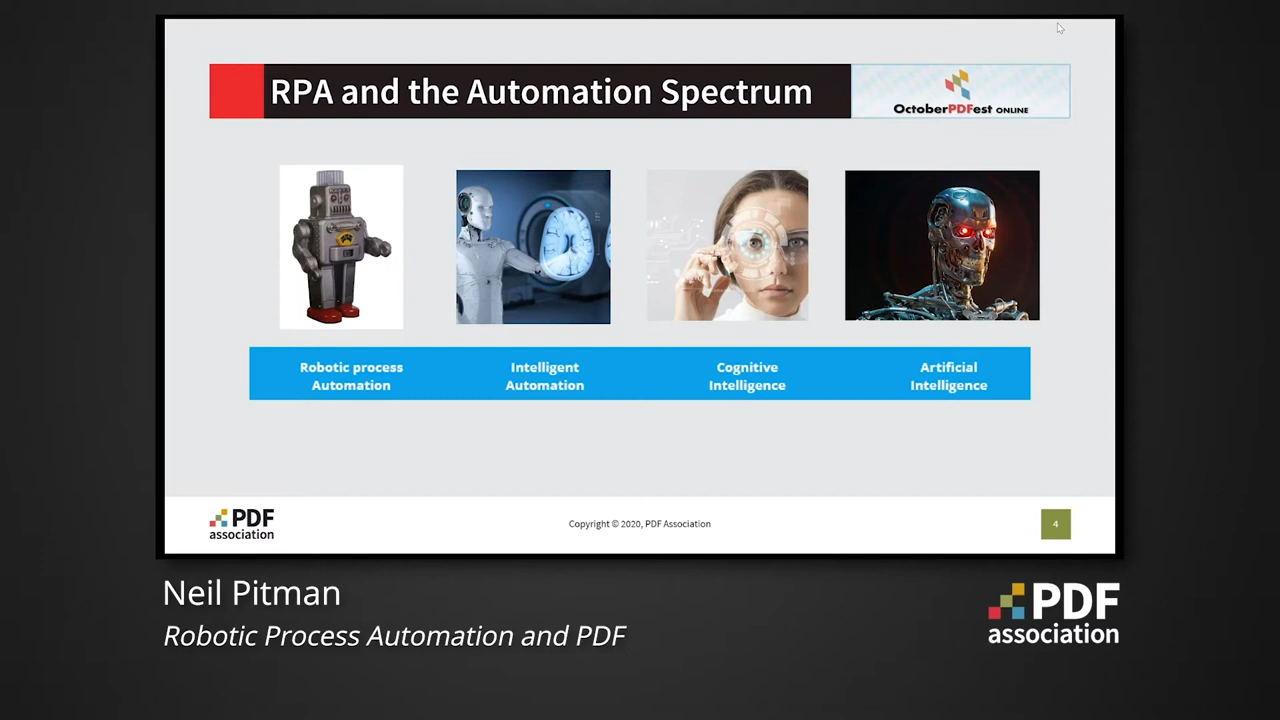 RPA and the Automation Spectrum
OctoberPDFest ONLINE
Robotic process
Automation
Intelligent
Automation
Cognitive
Intelligence
Artificial
Intelligence
PDF
association
Copyright © 2020, PDF Association
4
Neil Pitman
Robotic Process Automation and PDF
PDF
association